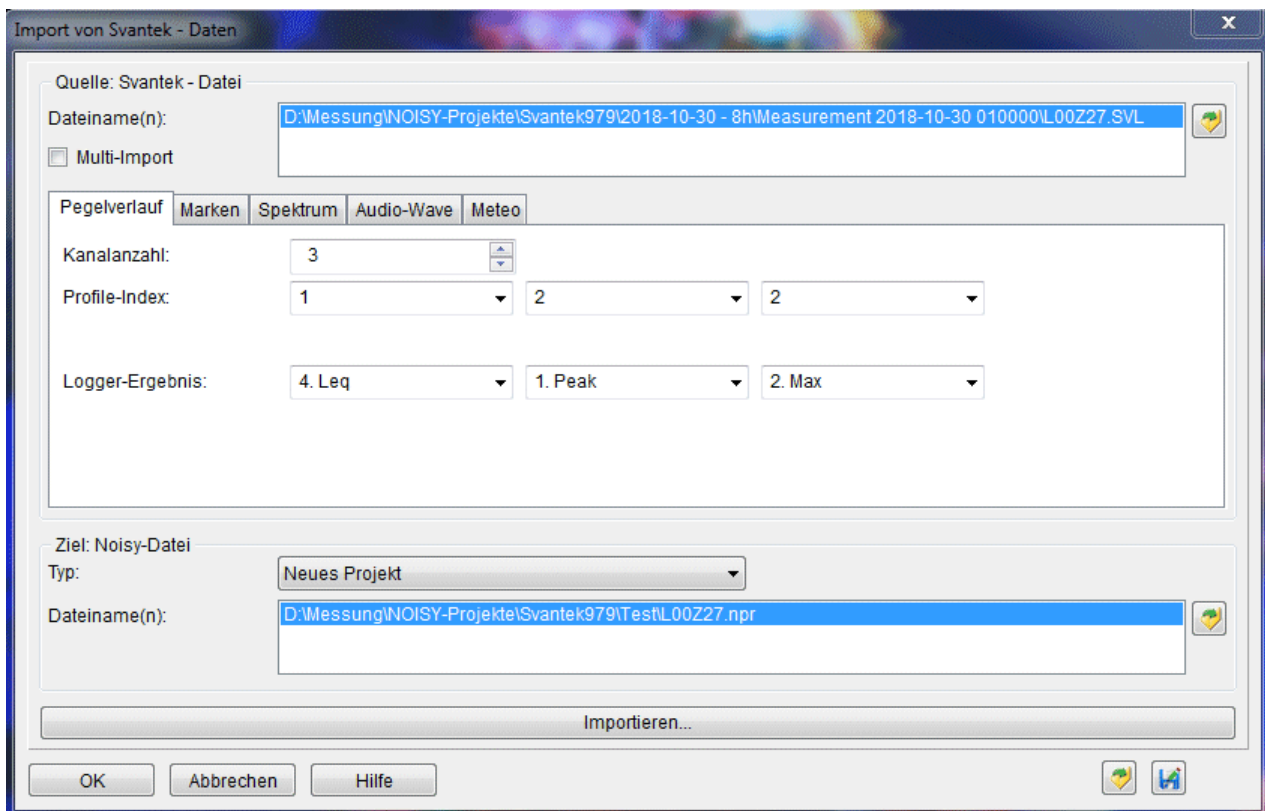 Import von Svantek - Daten
x
Quelle: Svantek - Datei
Dateiname(n):
D:\Messung\NOISY-Projekte\Svantek979\2018-10-30 - 8h\Measurement 2018-10-30 010000\L00Z27.SVL
Multi-Import
Pegelverlauf Marken Spektrum Audio-Wave Meteo
Kanalanzahl: 3
Profile-Index: 1 2 2
Logger-Ergebnis: 4. Leq 1. Peak 2. Max
Ziel: Noisy-Datei
Typ: Neues Projekt
Dateiname(n): D:\Messung\NOISY-Projekte\Svantek979\Test\L00Z27.npr
Importieren...
OK Abbrechen Hilfe